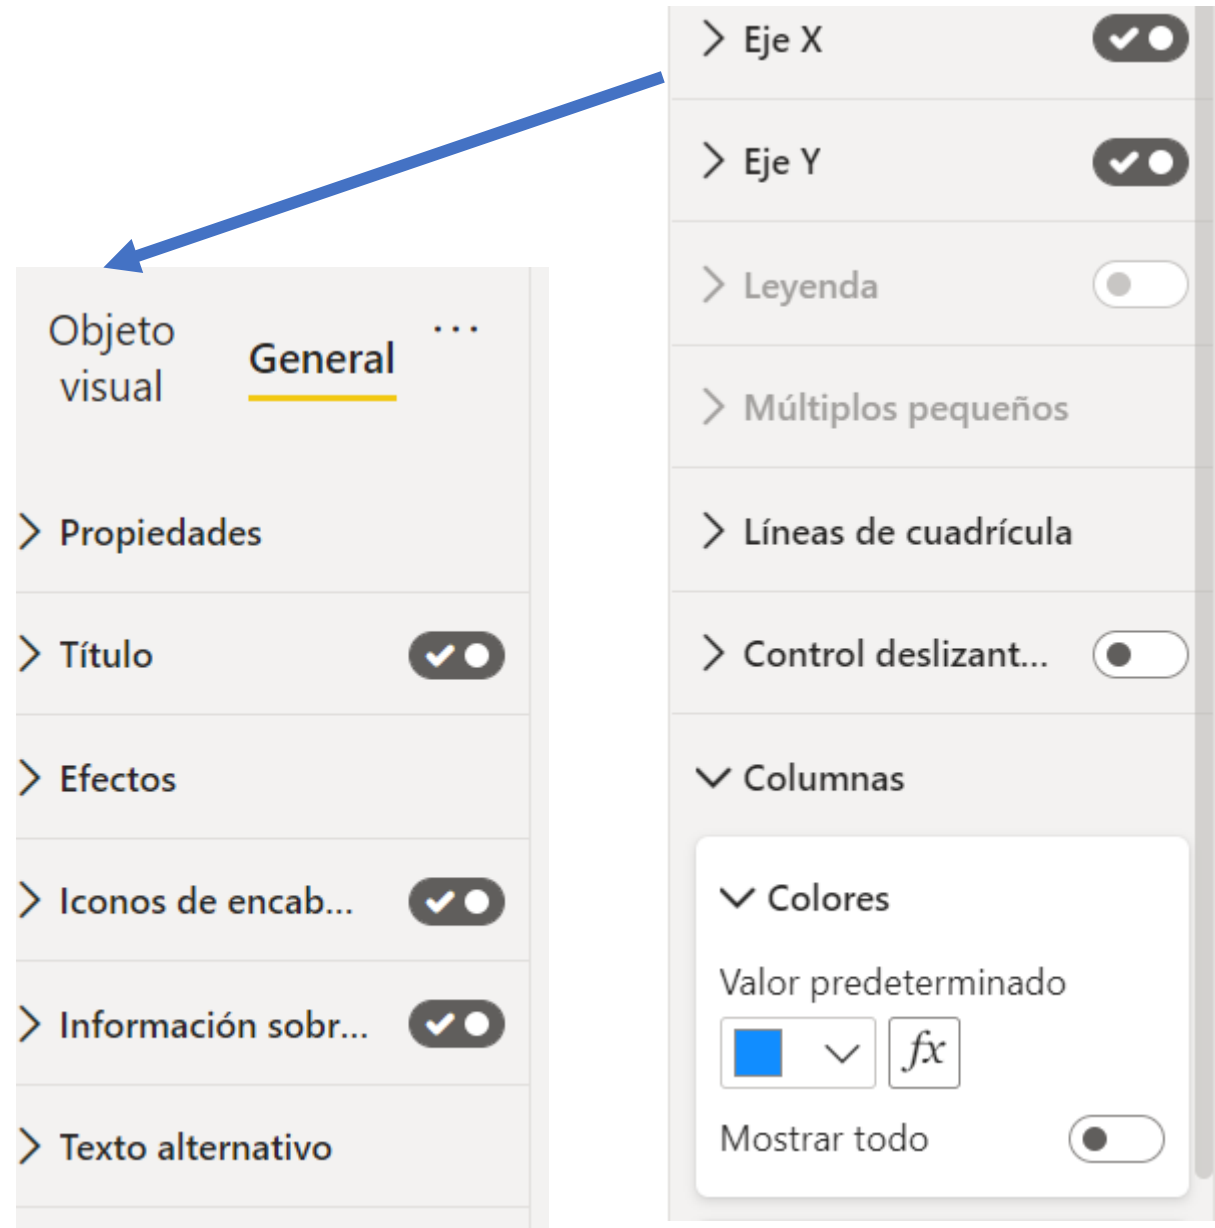 Objeto
visual
General
...
Propiedades
Título
Efectos
Iconos de encab...
Información sobr...
Texto alternativo
Eje X
Eje Y
Leyenda
Múltiplos pequeños
Líneas de cuadrícula
Control deslizant...
Columnas
Colores
Valor predeterminado
fx
Mostrar todo